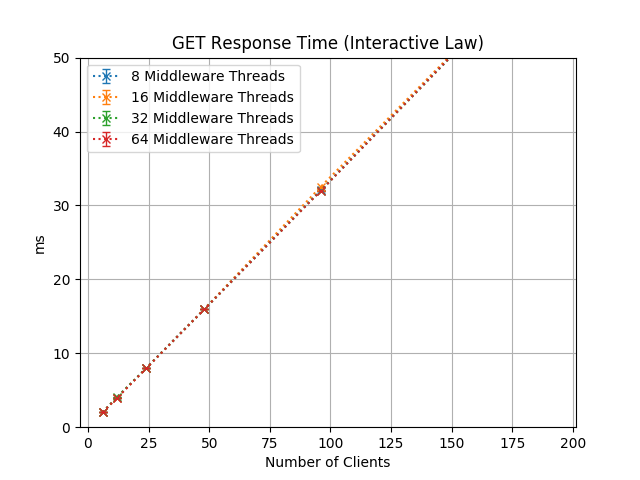 GET Response Time (Interactive Law)
8 Middleware Threads
16 Middleware Threads
32 Middleware Threads
64 Middleware Threads
50
40
30
20
10
0
ms
0 25 50 75 100 125 150 175 200
Number of Clients